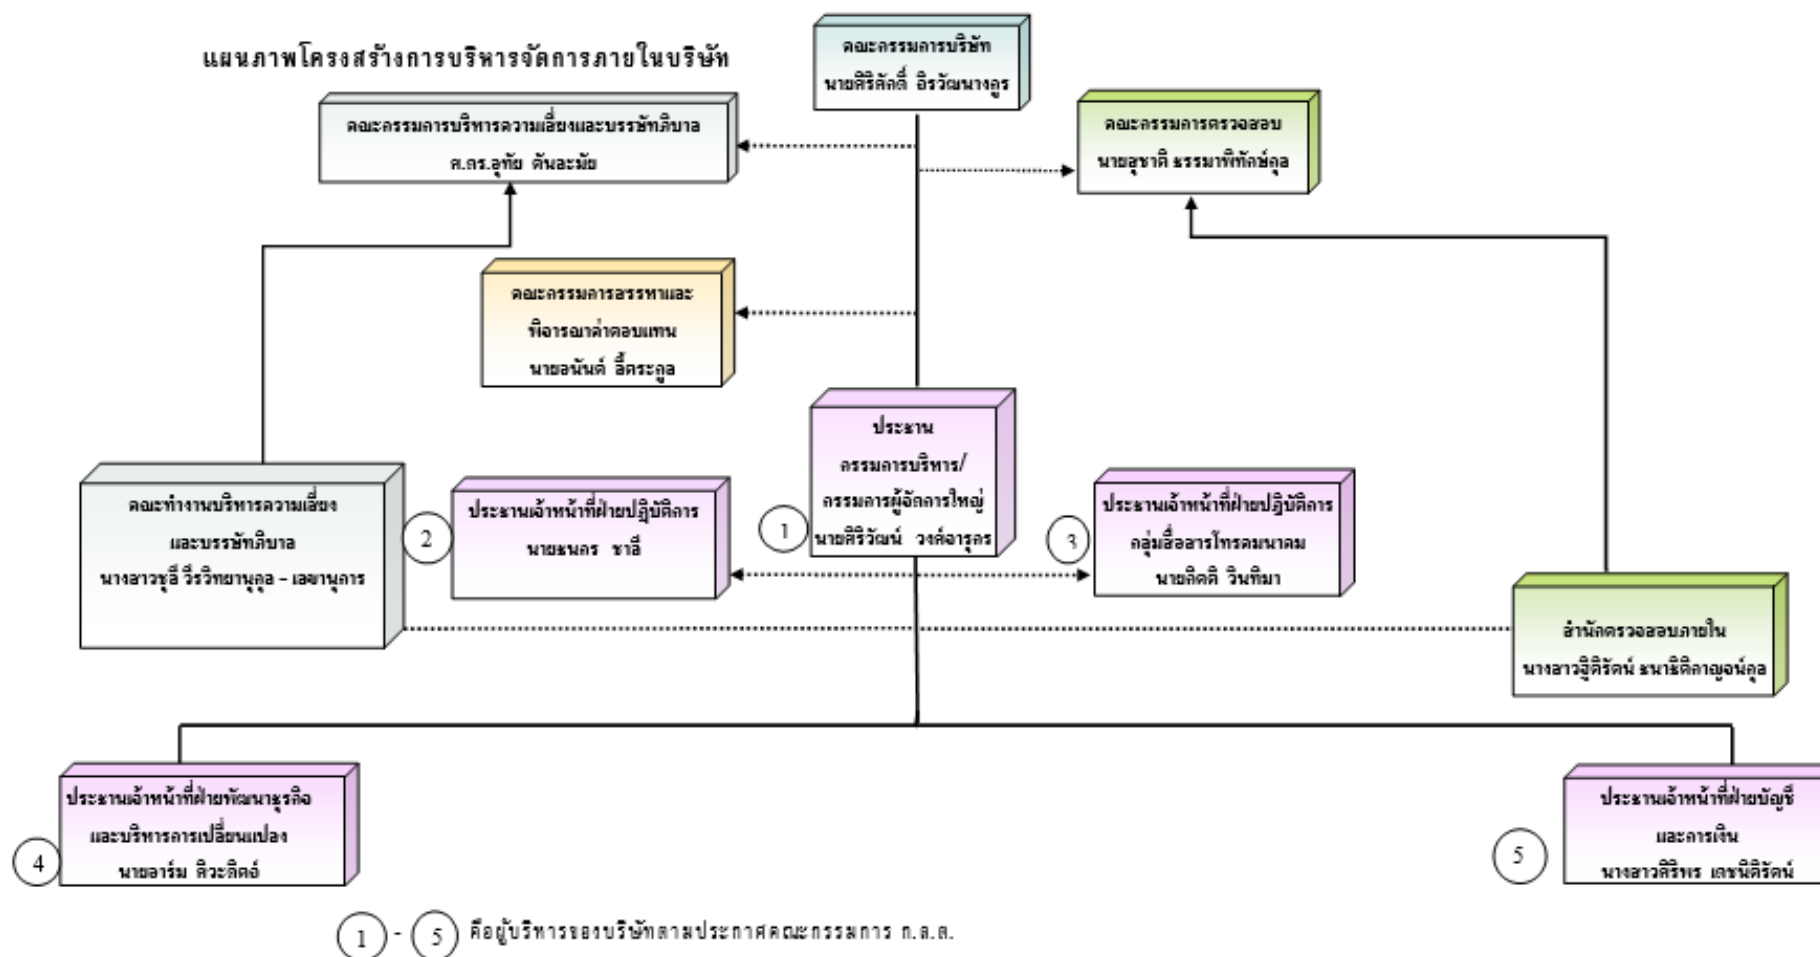 แผนภาพโครงสร้างการบริหารจัดการภายในบริษัท
คณะกรรมการบริษัท
นายศิริศักดิ์ ถิรวัฒนางกูร
คณะกรรมการบริหารความเสี่ยงและบรรษัทภิบาล
ศ.ดร.อุทัย ตันละมัย
คณะกรรมการตรวจสอบ
นายสุชาติ ธรรมาพิทักษ์กุล
คณะกรรมการสรรหาและ
พิจารณาค่าตอบแทน
นายอนันต์ ลี้ตระกูล
ประธาน
กรรมการบริหาร/
กรรมการผู้จัดการใหญ่
นายศิริวัฒน์ วงศ์จารุกร
1
คณะทำงานบริหารความเสี่ยง
และบรรษัทภิบาล
นางสาวชุลี วีรวิทยานุกูล - เลขานุการ
2
ประธานเจ้าหน้าที่ฝ่ายปฏิบัติการ
นายธนกร ชาลี
3
ประธานเจ้าหน้าที่ฝ่ายปฏิบัติการ
กลุ่มสื่อสารโทรคมนาคม
นายกิตติ วินทิมา
สำนักตรวจสอบภายใน
นางสาวฐิติรัตน์ ธนาธิติกาญจน์กุล
4
ประธานเจ้าหน้าที่ฝ่ายพัฒนาธุรกิจ
และบริหารการเปลี่ยนแปลง
นายอาร์ม ศิวะดิตถ์
5
ประธานเจ้าหน้าที่ฝ่ายบัญชี
และการเงิน
นางสาวศิริพร เดชนิติรัตน์
1 - 5 คือผู้บริหารของบริษัทตามประกาศคณะกรรมการ ก.ล.ต.